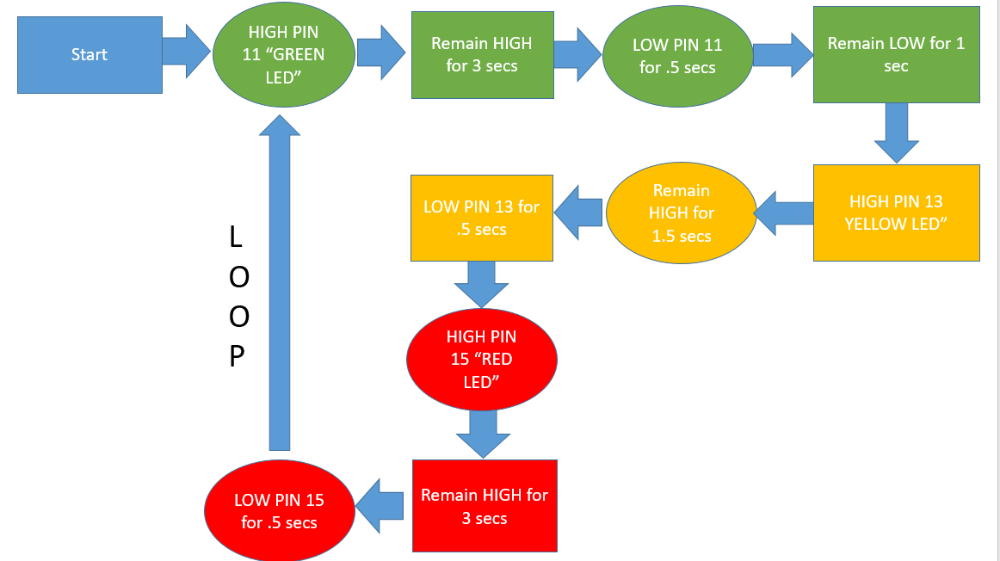 Start
HIGH PIN
11 “GREEN
LED”
Remain HIGH
for 3 secs
LOW PIN 11
for .5 secs
Remain LOW for 1
sec
HIGH PIN 13
YELLOW LED”
Remain
HIGH for
1.5 secs
LOW PIN 13 for
.5 secs
HIGH PIN
15 “RED
LED”
Remain HIGH for
3 secs
LOW PIN 15
for .5 secs
L
O
O
P